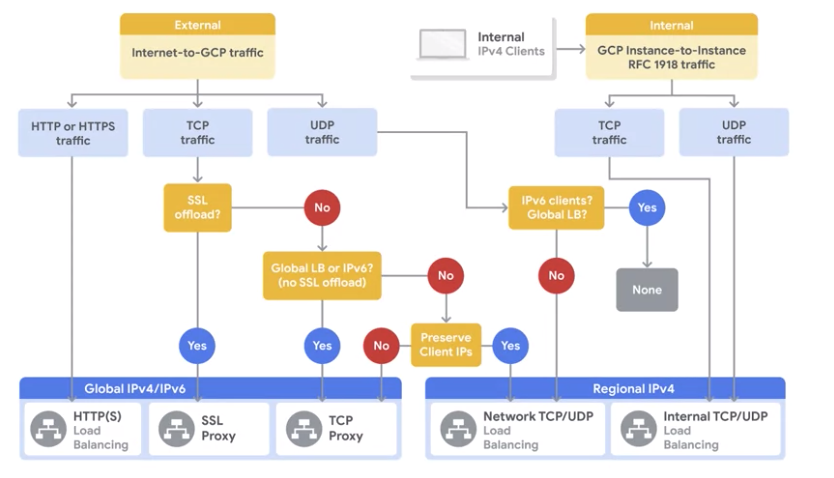 External
Internet-to-GCP traffic
Internal
IPv4 Clients
Internal
GCP Instance-to-Instance
RFC 1918 traffic
HTTP or HTTPS
traffic
TCP
traffic
UDP
traffic
TCP
traffic
UDP
traffic
SSL
offload?
No
IPv6 clients?
Global LB?
Yes
Global LB or IPv6?
(no SSL offload)
No
No
None
Yes
Yes
No
Preserve
Client IPs
Yes
Global IPv4/IPv6
Regional IPv4
HTTP(S)
Load
Balancing
SSL
Proxy
TCP
Proxy
Network TCP/UDP
Load
Balancing
Internal TCP/UDP
Load
Balancing